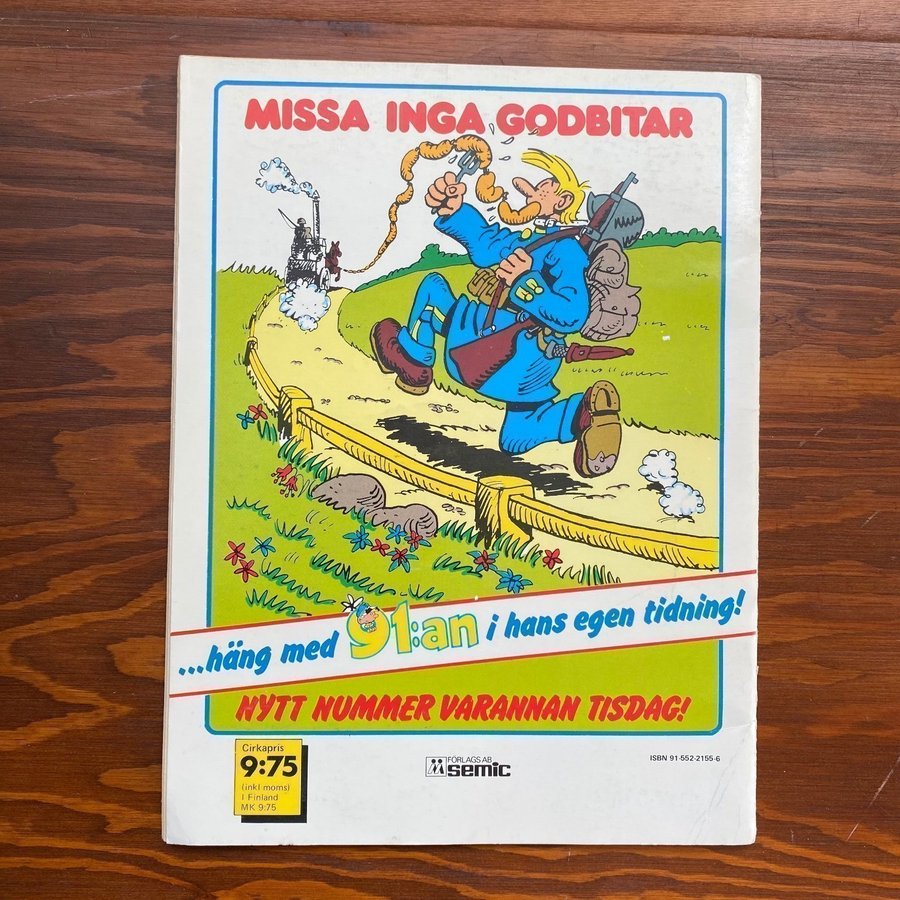 MISSA INGA GODBITAR
...häng med 91:an i hans egen tidning!
NYTT NUMMER VARANNAN TISDAG!
Cirkapris
9:75
(inkl moms)
I Finland
MK 9:75
FÖRLAGS AB
semic
ISBN 91-552-2155-6